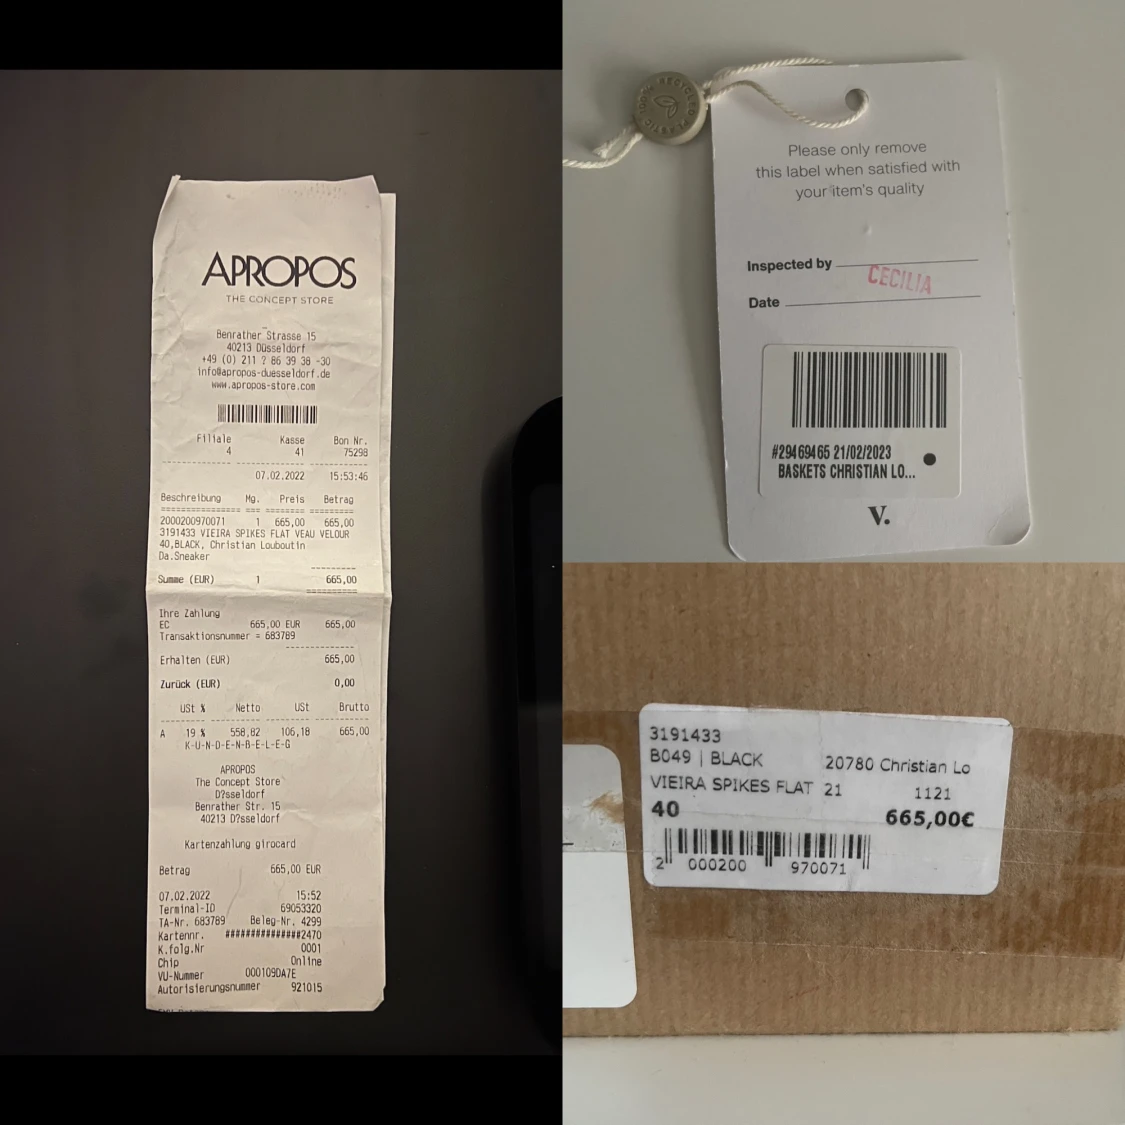 APROPOS
THE CONCEPT STORE
Benrather Strasse 15
40213 Düsseldorf
+49 (0) 211 ? 86 39 38 -30
info@apropos-duesseldorf.de
www.apropos-store.com
Filiale Kasse Bon Nr.
4 41 75298
07.02.2022 15:53:46
Beschreibung Mg. Preis Betrag
2000200970071 1 665,00 665,00
3191433 VIEIRA SPIKES FLAT VEAU VELOUR
40,BLACK, Christian Louboutin
Da.Sneaker
Summe (EUR) 1 665,00
Ihre Zahlung
EC 665,00 EUR 665,00
Transaktionsnummer = 683789
Erhalten (EUR) 665,00
Zurück (EUR) 0,00
USt % Netto USt Brutto
A 19 % 558,82 106,18 665,00
K-U-N-D-E-N-B-E-L-E-G
APROPOS
The Concept Store
D?sseldorf
Benrather Str. 15
40213 D?sseldorf
Kartenzahlung girocard
Betrag 665,00 EUR
07.02.2022 15:52
Terminal-ID 69053320
TA-Nr. 683789 Beleg-Nr. 4299
Kartennr. ###############2470
K.folg.Nr 0001
Chip Online
VU-Nummer 000109DA7E
Autorisierungsnummer 921015
100% RECYCLED PLASTIC
Please only remove
this label when satisfied with
your item's quality
Inspected by
CECILIA
Date
#29469465 21/02/2023
BASKETS CHRISTIAN LO...
V.
3191433
B049 | BLACK 20780 Christian Lo
VIEIRA SPIKES FLAT 21 1121
40 665,00€
2 000200 970071